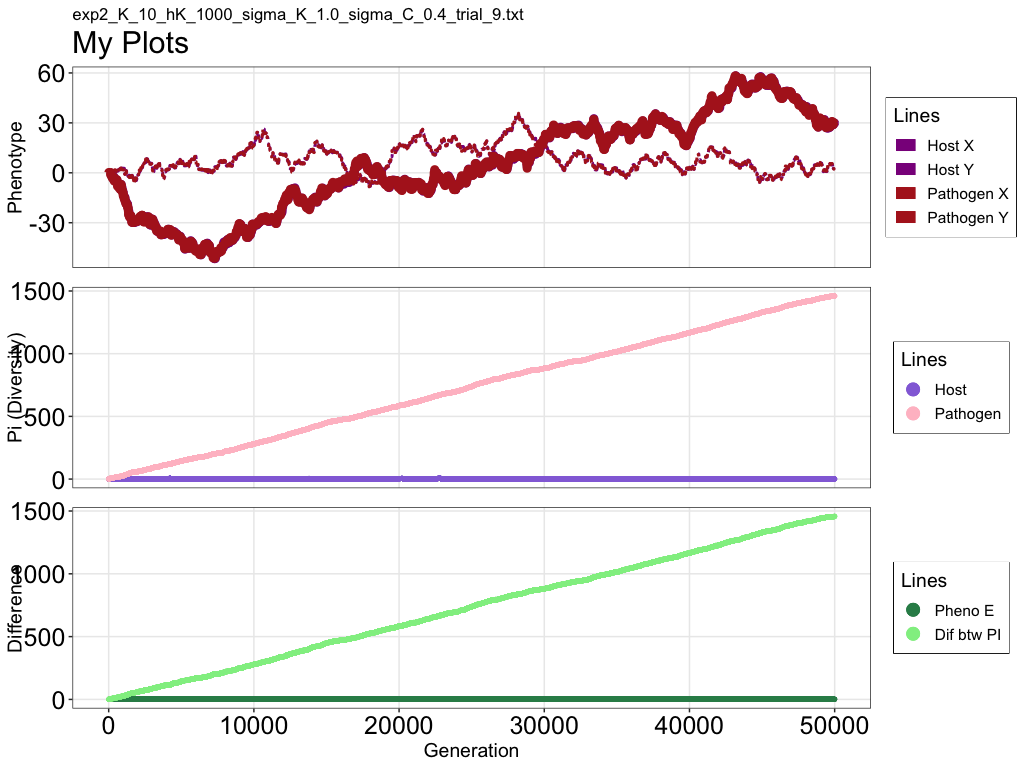 exp2_K_10_hK_1000_sigma_K_1.0_sigma_C_0.4_trial_9.txt
My Plots
60
30
0
-30
Phenotype
Lines
Host X
Host Y
Pathogen X
Pathogen Y
1500
1000
500
0
Pi (Diversity)
Lines
Host
Pathogen
1500
1000
500
0
Difference
Lines
Pheno E
Dif btw PI
0 10000 20000 30000 40000 50000
Generation